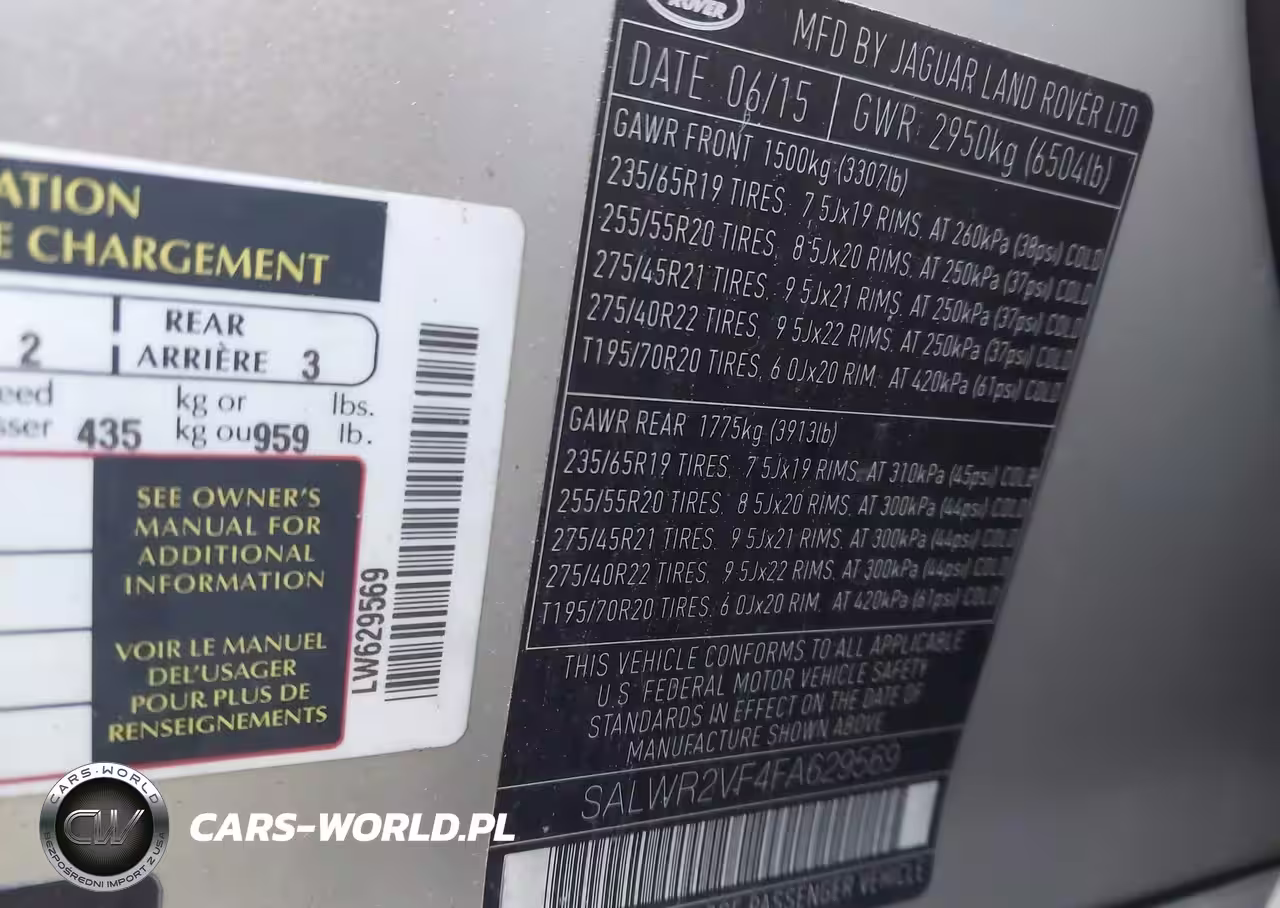 ATION
E CHARGEMENT
2
REAR
ARRIÈRE 3
eed
kg or lbs.
sser 435 kg ou 959 lb.
SEE OWNER'S
MANUAL FOR
ADDITIONAL
INFORMATION
VOIR LE MANUEL
DEL'USAGER
POUR PLUS DE
RENSEIGNEMENTS
LW629569
ROVER
MFD BY JAGUAR LAND ROVER LTD
DATE: 06/15 GWR: 2950kg (6504lb)
GAWR FRONT 1500kg (3307lb)
235/65R19 TIRES, 7.5Jx19 RIMS, AT 260kPa (38psi) COLD
255/55R20 TIRES, 8.5Jx20 RIMS, AT 250kPa (37psi) COLD
275/45R21 TIRES, 9.5Jx21 RIMS, AT 250kPa (37psi) COLD
275/40R22 TIRES, 9.5Jx22 RIMS, AT 250kPa (37psi) COLD
T195/70R20 TIRES, 6.0Jx20 RIM, AT 420kPa (61psi) COLD
GAWR REAR 1775kg (3913lb)
235/65R19 TIRES, 7.5Jx19 RIMS, AT 310kPa (45psi) COLD
255/55R20 TIRES, 8.5Jx20 RIMS, AT 300kPa (44psi) COLD
275/45R21 TIRES, 9.5Jx21 RIMS, AT 300kPa (44psi) COLD
275/40R22 TIRES, 9.5Jx22 RIMS, AT 300kPa (44psi) COLD
T195/70R20 TIRES, 6.0Jx20 RIM, AT 420kPa (61psi) COLD
THIS VEHICLE CONFORMS TO ALL APPLICABLE
U.S. FEDERAL MOTOR VEHICLE SAFETY
STANDARDS IN EFFECT ON THE DATE OF
MANUFACTURE SHOWN ABOVE
SALWR2VF4FA629569
PASSENGER VEHICLE
CARS-WORLD
CW
BEZPOŚREDNI IMPORT Z USA
CARS-WORLD.PL